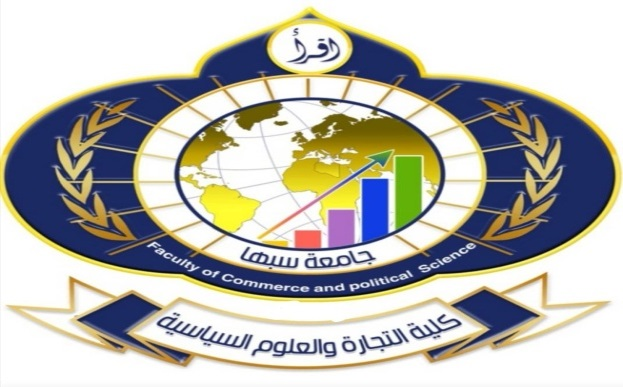 اقرأ
جامعة سبها
Faculty of Commerce and political Science
كلية التجارة والعلوم السياسية